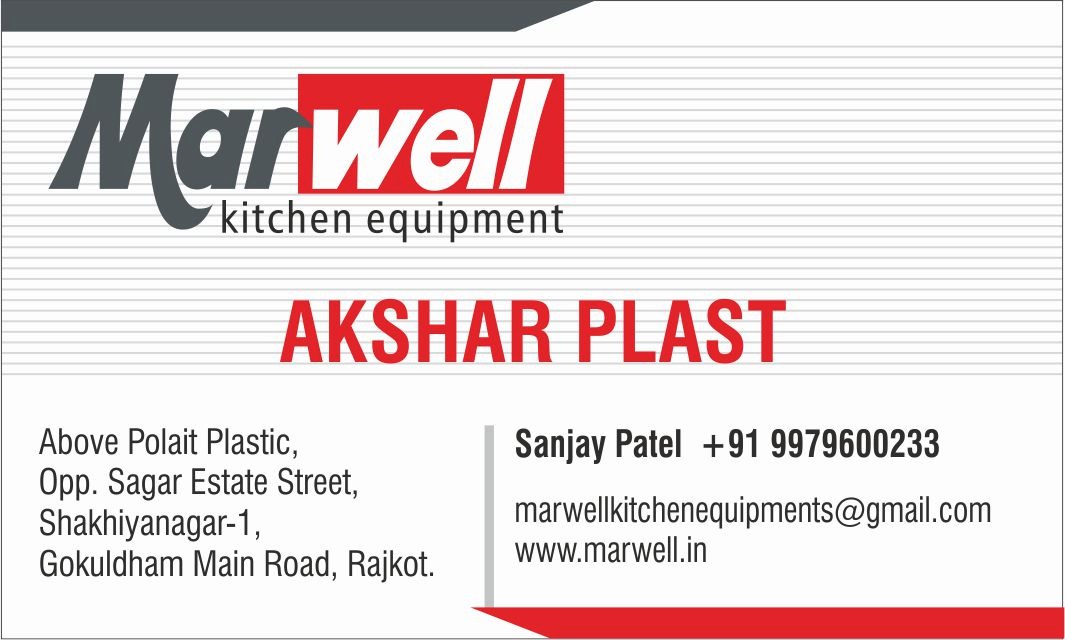 Marwell
kitchen equipment
AKSHAR PLAST
Above Polait Plastic,
Opp. Sagar Estate Street,
Shakhiyanagar-1,
Gokuldham Main Road, Rajkot.
Sanjay Patel +91 9979600233
marwellkitchenequipments@gmail.com
www.marwell.in